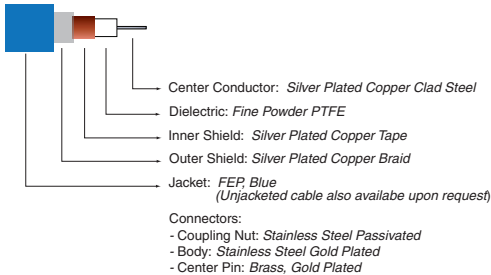 Center Conductor: Silver Plated Copper Clad Steel
Dielectric: Fine Powder PTFE
Inner Shield: Silver Plated Copper Tape
Outer Shield: Silver Plated Copper Braid
Jacket: FEP, Blue
(Unjacketed cable also availabe upon request)
Connectors:
- Coupling Nut: Stainless Steel Passivated
- Body: Stainless Steel Gold Plated
- Center Pin: Brass, Gold Plated